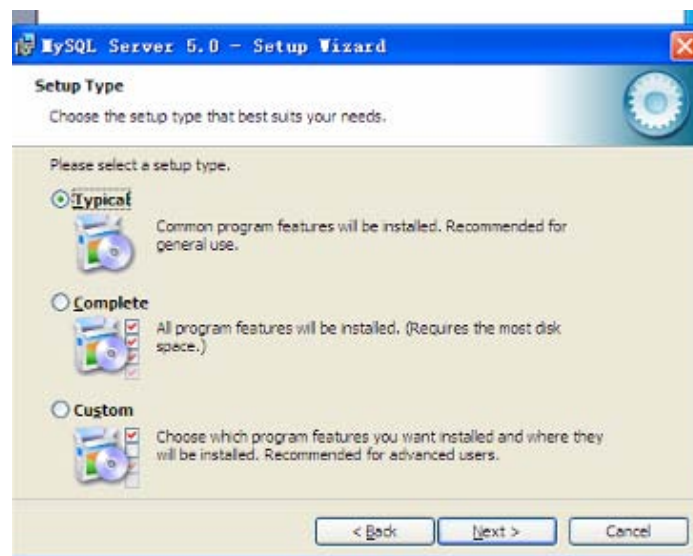 MySQL Server 5.0 - Setup Wizard
Setup Type
Choose the setup type that best suits your needs.
Please select a setup type.
Typical
Common program features will be installed. Recommended for
general use.
Complete
All program features will be installed. (Requires the most disk
space.)
Custom
Choose which program features you want installed and where they
will be installed. Recommended for advanced users.
< Back
Next >
Cancel